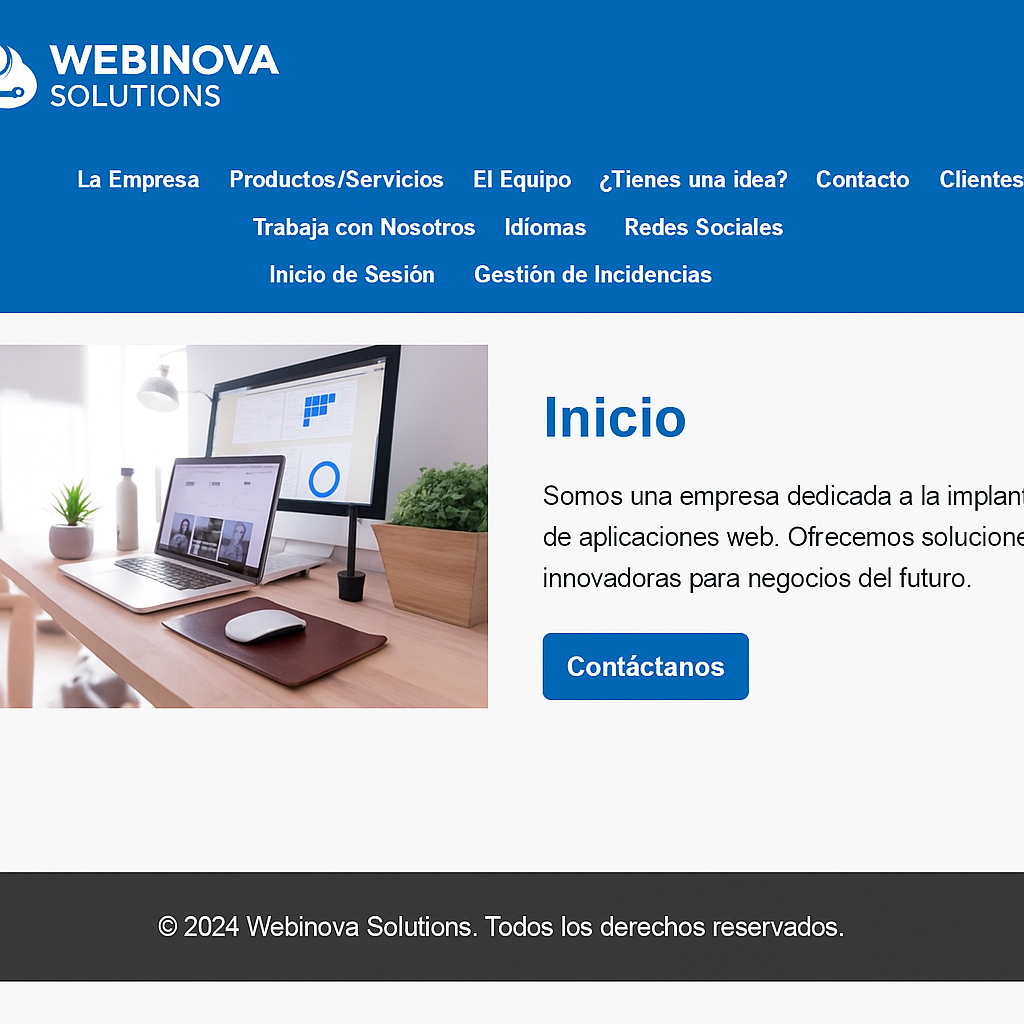 WEBINOVA
SOLUTIONS
La Empresa Productos/Servicios El Equipo ¿Tienes una idea? Contacto Clientes
Trabaja con Nosotros Idíomas Redes Sociales
Inicio de Sesión Gestión de Incidencias
Inicio
Somos una empresa dedicada a la implant
de aplicaciones web. Ofrecemos solucione
innovadoras para negocios del futuro.
Contáctanos
© 2024 Webinova Solutions. Todos los derechos reservados.